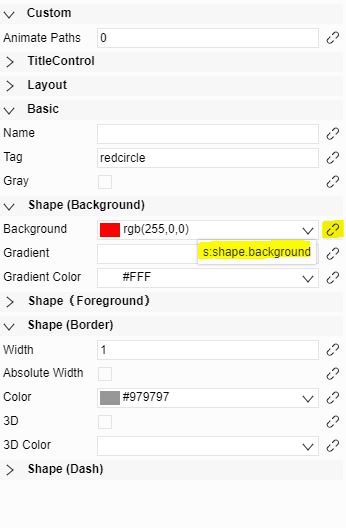 Custom
Animate Paths 0
TitleControl
Layout
Basic
Name
Tag redcircle
Gray
Shape (Background)
Background rgb(255,0,0)
Gradient s:shape.background
Gradient Color #FFF
Shape (Foreground)
Shape (Border)
Width 1
Absolute Width
Color #979797
3D
3D Color
Shape (Dash)